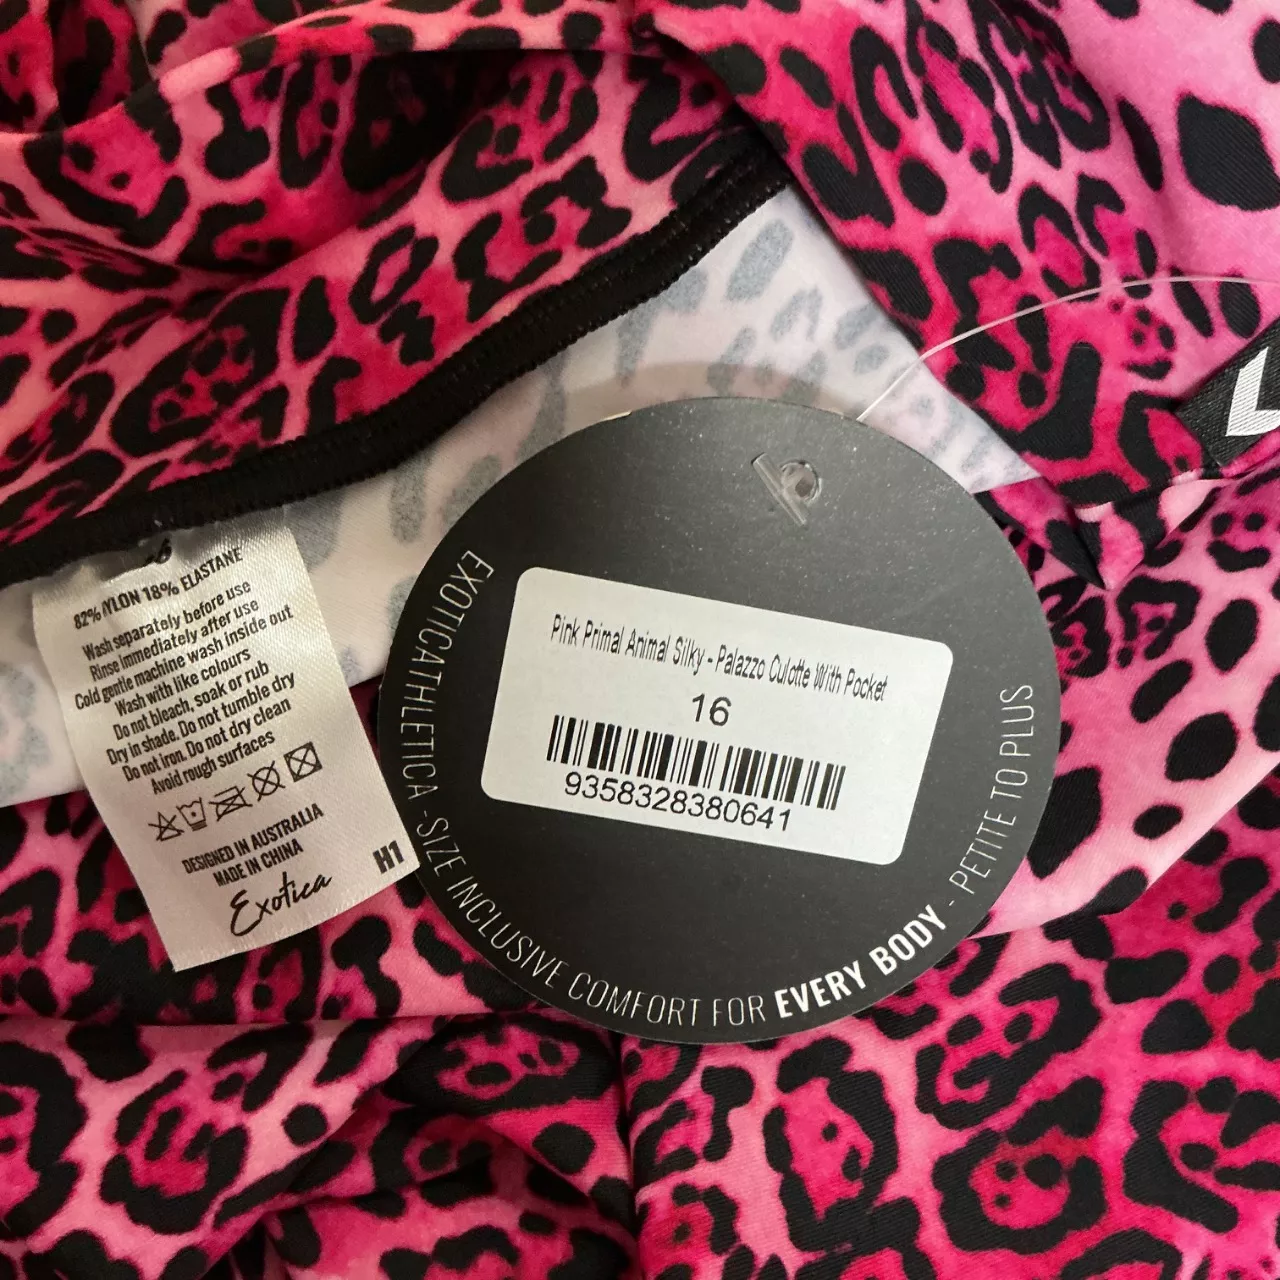 82% NYLON 18% ELASTANE
Wash separately before use
Rinse immediately after use
Cold gentle machine wash inside out
Wash with like colours
Do not bleach, soak or rub
Dry in shade. Do not tumble dry
Do not iron. Do not dry clean
Avoid rough surfaces
DESIGNED IN AUSTRALIA
MADE IN CHINA
Exotica
H1
Pink Primal Animal Silky - Palazzo Culotte With Pocket
16
9358328380641
EXOTICATHLETICA - SIZE INCLUSIVE COMFORT FOR EVERY BODY - PETITE TO PLUS